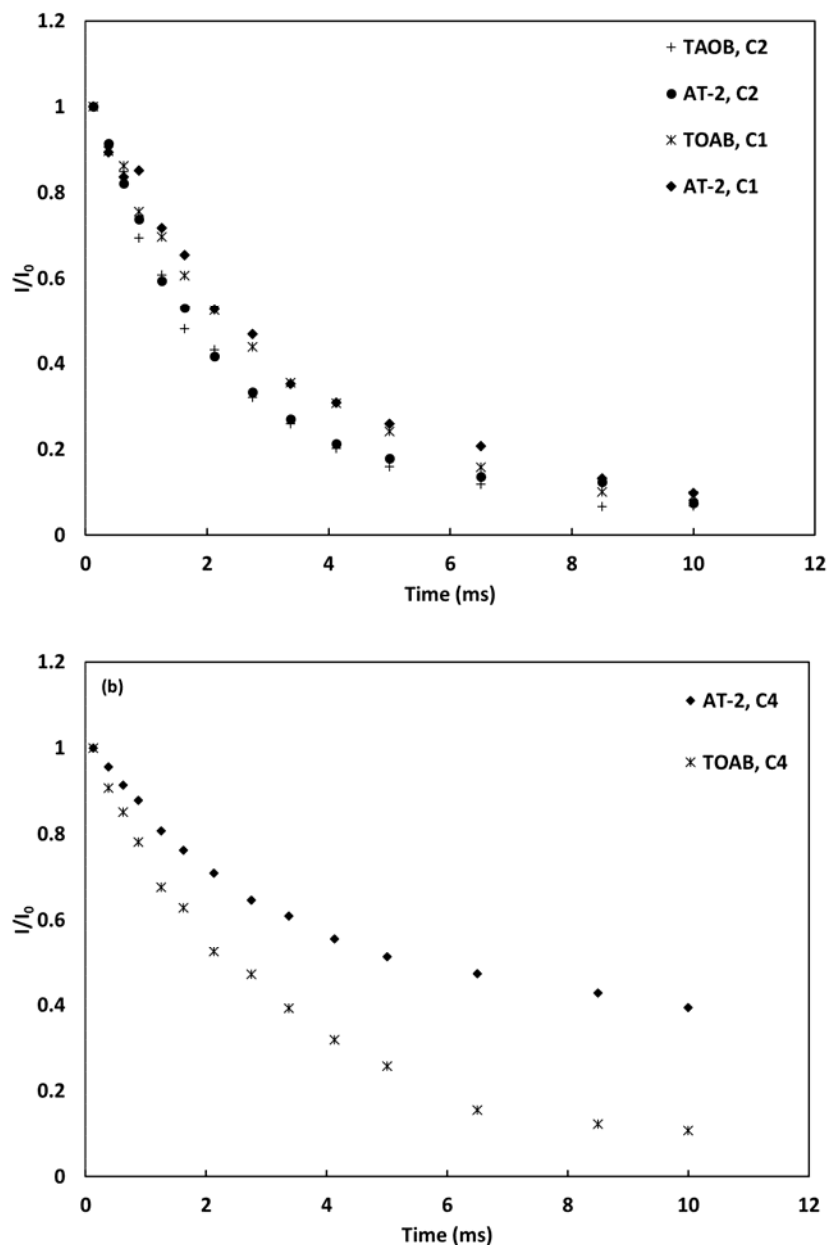 1.2
1
0.8
0.6
0.4
0.2
0
I/I0
0 2 4 6 8 10 12
Time (ms)
TAOB, C2
AT-2, C2
TOAB, C1
AT-2, C1
(b)
1.2
1
0.8
0.6
0.4
0.2
0
I/I0
0 2 4 6 8 10 12
Time (ms)
AT-2, C4
TOAB, C4